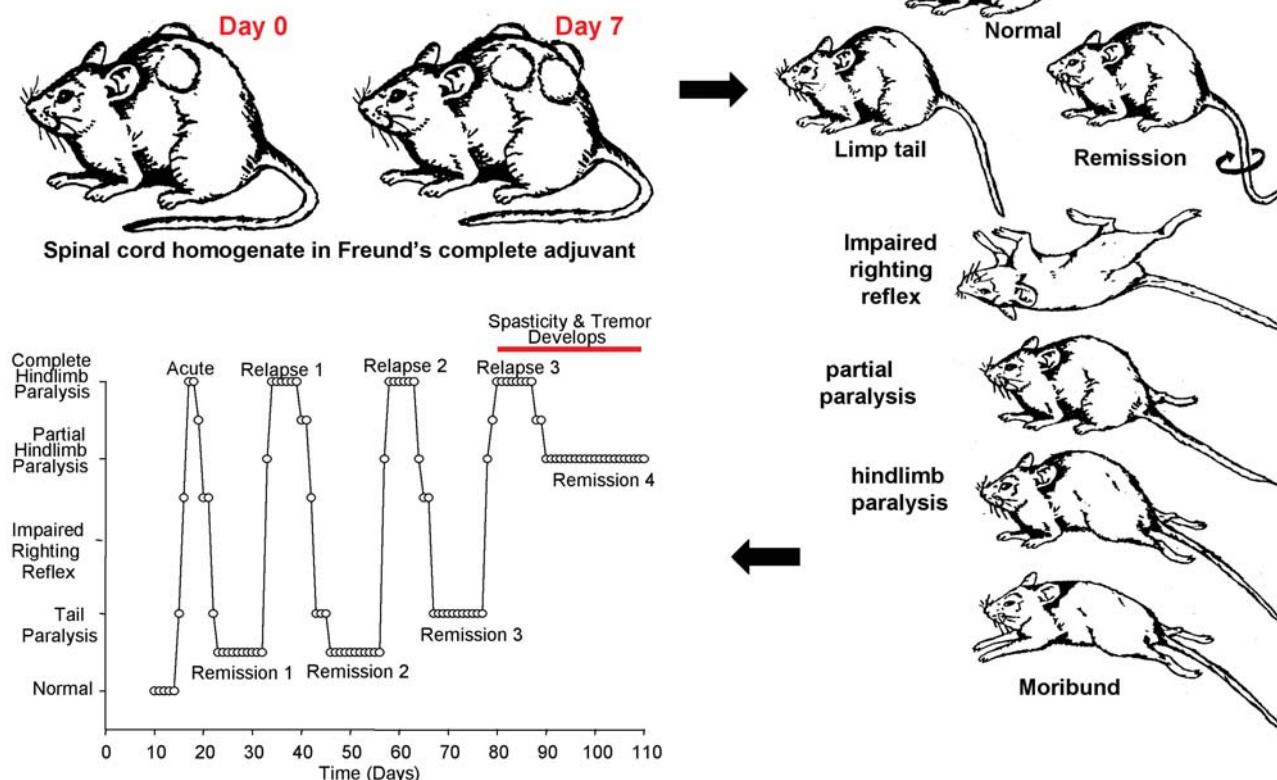 Day 0
Day 7
Spinal cord homogenate in Freund's complete adjuvant
Normal
Limp tail
Remission
Impaired
righting
reflex
partial
paralysis
hindlimb
paralysis
Moribund
Spasticity & Tremor
Develops
Complete
Hindlimb
Paralysis
Partial
Hindlimb
Paralysis
Impaired
Righting
Reflex
Tail
Paralysis
Normal
Acute
Relapse 1
Relapse 2
Relapse 3
Remission 1
Remission 2
Remission 3
Remission 4
0 10 20 30 40 50 60 70 80 90 100 110
Time (Days)